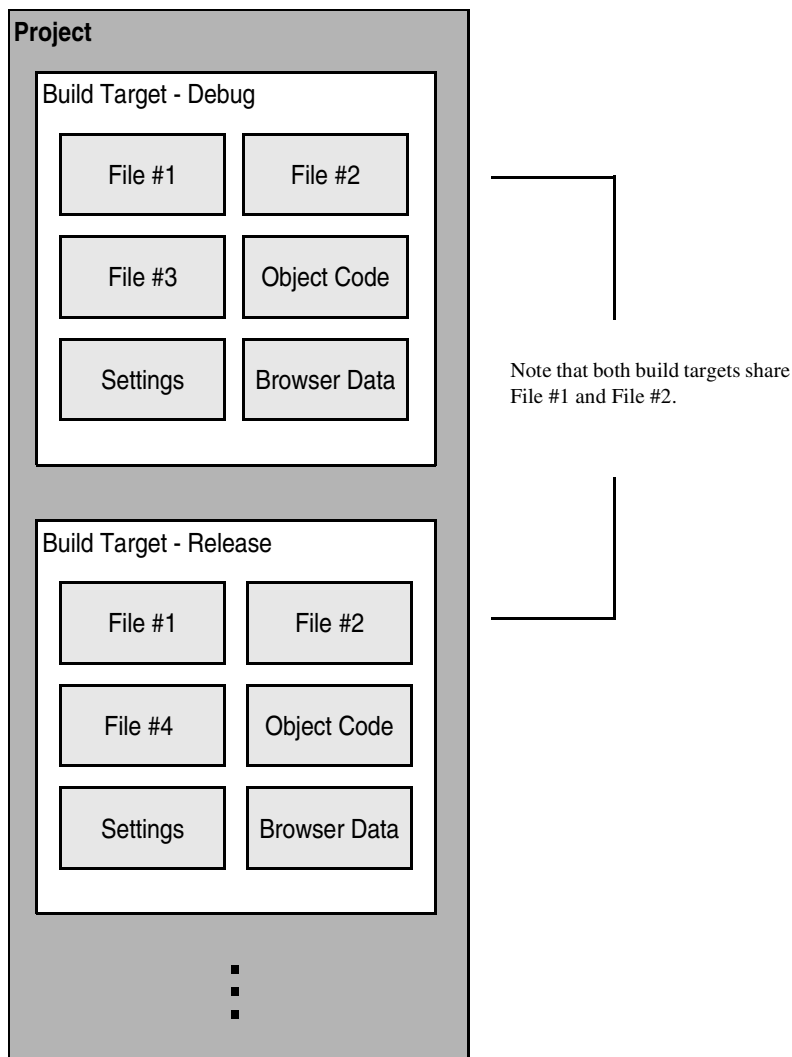 Project
Build Target - Debug
File #1
File #2
File #3
Object Code
Settings
Browser Data
Note that both build targets share
File #1 and File #2.
Build Target - Release
File #1
File #2
File #4
Object Code
Settings
Browser Data